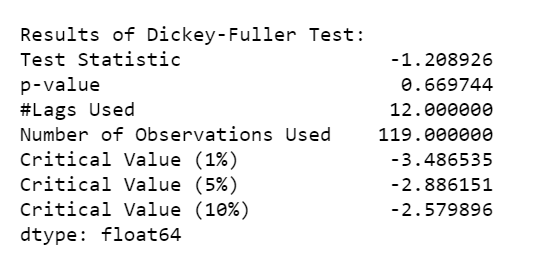 Results of Dickey-Fuller Test:
Test Statistic -1.208926
p-value 0.669744
#Lags Used 12.000000
Number of Observations Used 119.000000
Critical Value (1%) -3.486535
Critical Value (5%) -2.886151
Critical Value (10%) -2.579896
dtype: float64